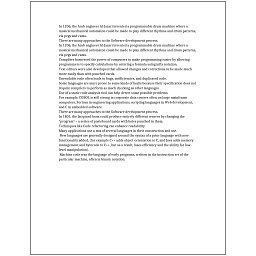 In 1206, the Arab engineer Al-Jazari invented a programmable drum machine where a
musical mechanical automaton could be made to play different rhythms and drum patterns,
via pegs and cams.
There are many approaches to the Software development process.
In 1206, the Arab engineer Al-Jazari invented a programmable drum machine where a
musical mechanical automaton could be made to play different rhythms and drum patterns,
via pegs and cams.
Compilers harnessed the power of computers to make programming easier by allowing
programmers to specify calculations by entering a formula using infix notation.
Text editors were also developed that allowed changes and corrections to be made much
more easily than with punched cards.
Unreadable code often leads to bugs, inefficiencies, and duplicated code.
Some languages are more prone to some kinds of faults because their specification does not
require compilers to perform as much checking as other languages.
Use of a static code analysis tool can help detect some possible problems.
For example, COBOL is still strong in corporate data centers often on large mainframe
computers, Fortran in engineering applications, scripting languages in Web development,
and C in embedded software.
There are many approaches to the Software development process.
In 1801, the Jacquard loom could produce entirely different weaves by changing the
"program" – a series of pasteboard cards with holes punched in them.
Techniques like Code refactoring can enhance readability.
Many applications use a mix of several languages in their construction and use.
New languages are generally designed around the syntax of a prior language with new
functionality added, (for example C++ adds object-orientation to C, and Java adds memory
management and bytecode to C++, but as a result, loses efficiency and the ability for low-
level manipulation).
Machine code was the language of early programs, written in the instruction set of the
particular machine, often in binary notation.